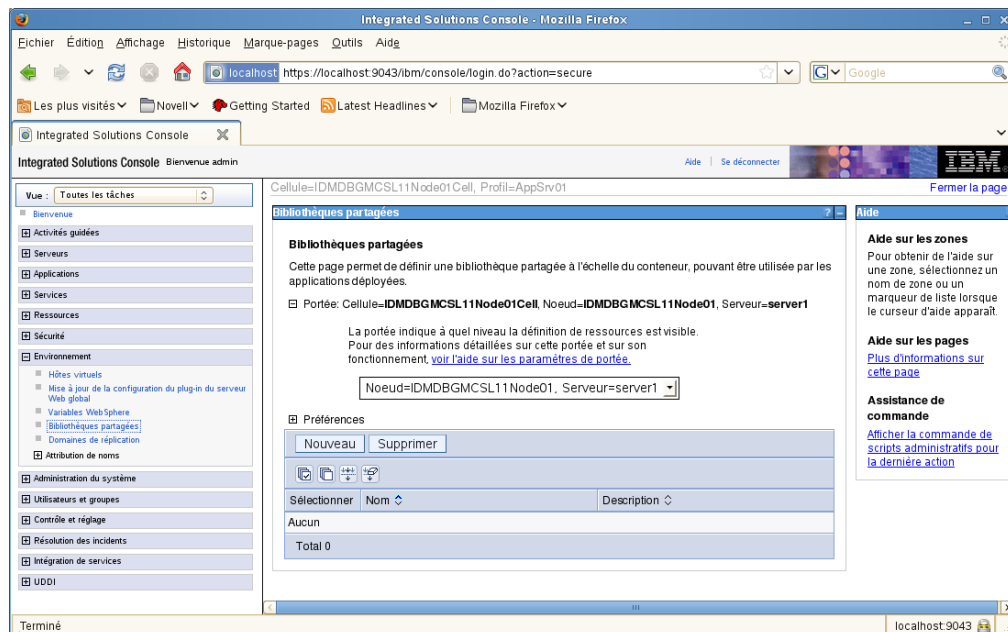 Integrated Solutions Console - Mozilla Firefox
Fichier Édition Affichage Historique Marque-pages Outils Aide
localhost https://localhost:9043/ibm/console/login.do?action=secure
G Google
Les plus visités Novell Getting Started Latest Headlines Mozilla Firefox
Integrated Solutions Console
Integrated Solutions Console Bienvenue admin
Aide | Se déconnecter
IBM.
Vue : Toutes les tâches
Bienvenue
Activités guidées
Serveurs
Applications
Services
Ressources
Sécurité
Environnement
Hôtes virtuels
Mise à jour de la configuration du plug-in du serveur
Web global
Variables WebSphere
Bibliothèques partagées
Domaines de réplication
Attribution de noms
Administration du système
Utilisateurs et groupes
Contrôle et réglage
Résolution des incidents
Intégration de services
UDDI
Cellule=IDMDBGMCSL11Node01Cell, Profil=AppSrv01
Fermer la page
Bibliothèques partagées ? -
Bibliothèques partagées
Cette page permet de définir une bibliothèque partagée à l'échelle du conteneur, pouvant être utilisée par les
applications déployées.
Portée: Cellule=IDMDBGMCSL11Node01Cell, Noeud=IDMDBGMCSL11Node01, Serveur=server1
La portée indique à quel niveau la définition de ressources est visible.
Pour des informations détaillées sur cette portée et sur son
fonctionnement, voir l'aide sur les paramètres de portée.
Noeud=IDMDBGMCSL11Node01, Serveur=server1
Préférences
Nouveau Supprimer
Sélectionner Nom Description
Aucun
Total 0
Aide
Aide sur les zones
Pour obtenir de l'aide sur
une zone, sélectionnez un
nom de zone ou un
marqueur de liste lorsque
le curseur d'aide apparaît.
Aide sur les pages
Plus d'informations sur
cette page
Assistance de
commande
Afficher la commande de
scripts administratifs pour
la dernière action
Terminé
localhost:9043